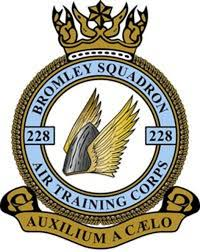 BROMLEY SQUADRON
228
228
AIR TRAINING CORPS
AUXILIUM A CÆLO